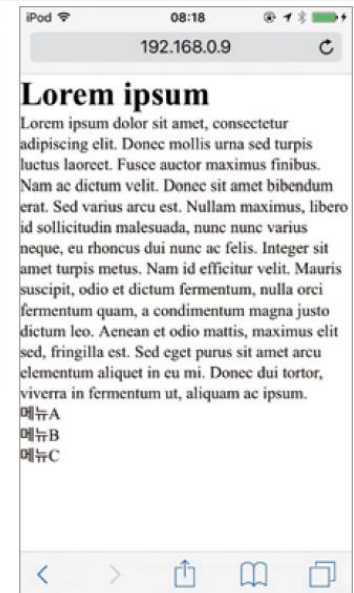 iPod 08:18
192.168.0.9
Lorem ipsum
Lorem ipsum dolor sit amet, consectetur
adipiscing elit. Donec mollis urna sed turpis
luctus laoreet. Fusce auctor maximus finibus.
Nam ac dictum velit. Donec sit amet bibendum
erat. Sed varius arcu est. Nullam maximus, libero
id sollicitudin malesuada, nunc nunc varius
neque, eu rhoncus dui nunc ac felis. Integer sit
amet turpis metus. Nam id efficitur velit. Mauris
suscipit, odio et dictum fermentum, nulla orci
fermentum quam, a condimentum magna justo
dictum leo. Aenean et odio mattis, maximus elit
sed, fringilla est. Sed eget purus sit amet arcu
elementum aliquet in eu mi. Donec dui tortor,
viverra in fermentum ut, aliquam ac ipsum.
메뉴A
메뉴B
메뉴C